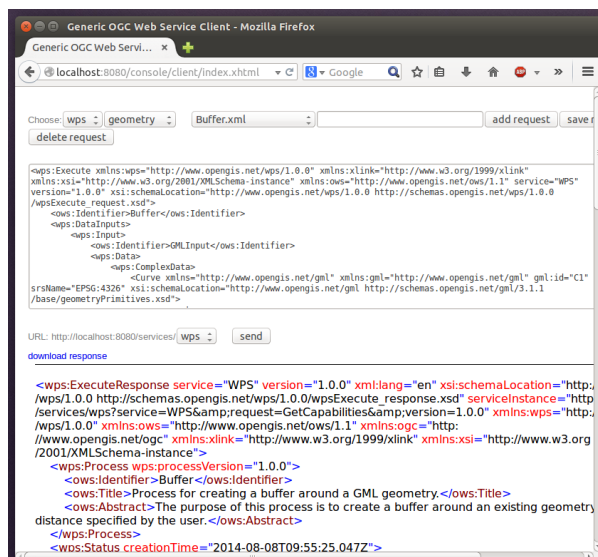 Generic OGC Web Service Client - Mozilla Firefox
Generic OGC Web Servi...
localhost:8080/console/client/index.xhtml
Google
Choose: wps geometry Buffer.xml add request save r
delete request
<wps:Execute xmlns:wps="http://www.opengis.net/wps/1.0.0" xmlns:xlink="http://www.w3.org/1999/xlink"
xmlns:xsi="http://www.w3.org/2001/XMLSchema-instance" xmlns:ows="http://www.opengis.net/ows/1.1" service="WPS"
version="1.0.0" xsi:schemaLocation="http://www.opengis.net/wps/1.0.0 http://schemas.opengis.net/wps/1.0.0
/wpsExecute_request.xsd">
<ows:Identifier>Buffer</ows:Identifier>
<wps:DataInputs>
<wps:Input>
<ows:Identifier>GMLInput</ows:Identifier>
<wps:Data>
<wps:ComplexData>
<Curve xmlns="http://www.opengis.net/gml" xmlns:gml="http://www.opengis.net/gml" gml:id="C1"
srsName="EPSG:4326" xsi:schemaLocation="http://www.opengis.net/gml http://schemas.opengis.net/gml/3.1.1
/base/geometryPrimitives.xsd">
URL: http://localhost:8080/services/ wps send
download response
<wps:ExecuteResponse service="WPS" version="1.0.0" xml:lang="en" xsi:schemaLocation="http:/
/wps/1.0.0 http://schemas.opengis.net/wps/1.0.0/wpsExecute_response.xsd" serviceInstance="http
/services/wps?service=WPS&amp;request=GetCapabilities&amp;version=1.0.0" xmlns:wps="http:/
/wps/1.0.0" xmlns:ows="http://www.opengis.net/ows/1.1" xmlns:ogc="http:
//www.opengis.net/ogc" xmlns:xlink="http://www.w3.org/1999/xlink" xmlns:xsi="http://www.w3.org
/2001/XMLSchema-instance">
<wps:Process wps:processVersion="1.0.0">
<ows:Identifier>Buffer</ows:Identifier>
<ows:Title>Process for creating a buffer around a GML geometry.</ows:Title>
<ows:Abstract>The purpose of this process is to create a buffer around an existing geometry
distance specified by the user.</ows:Abstract>
</wps:Process>
<wps:Status creationTime="2014-08-08T09:55:25.047Z">